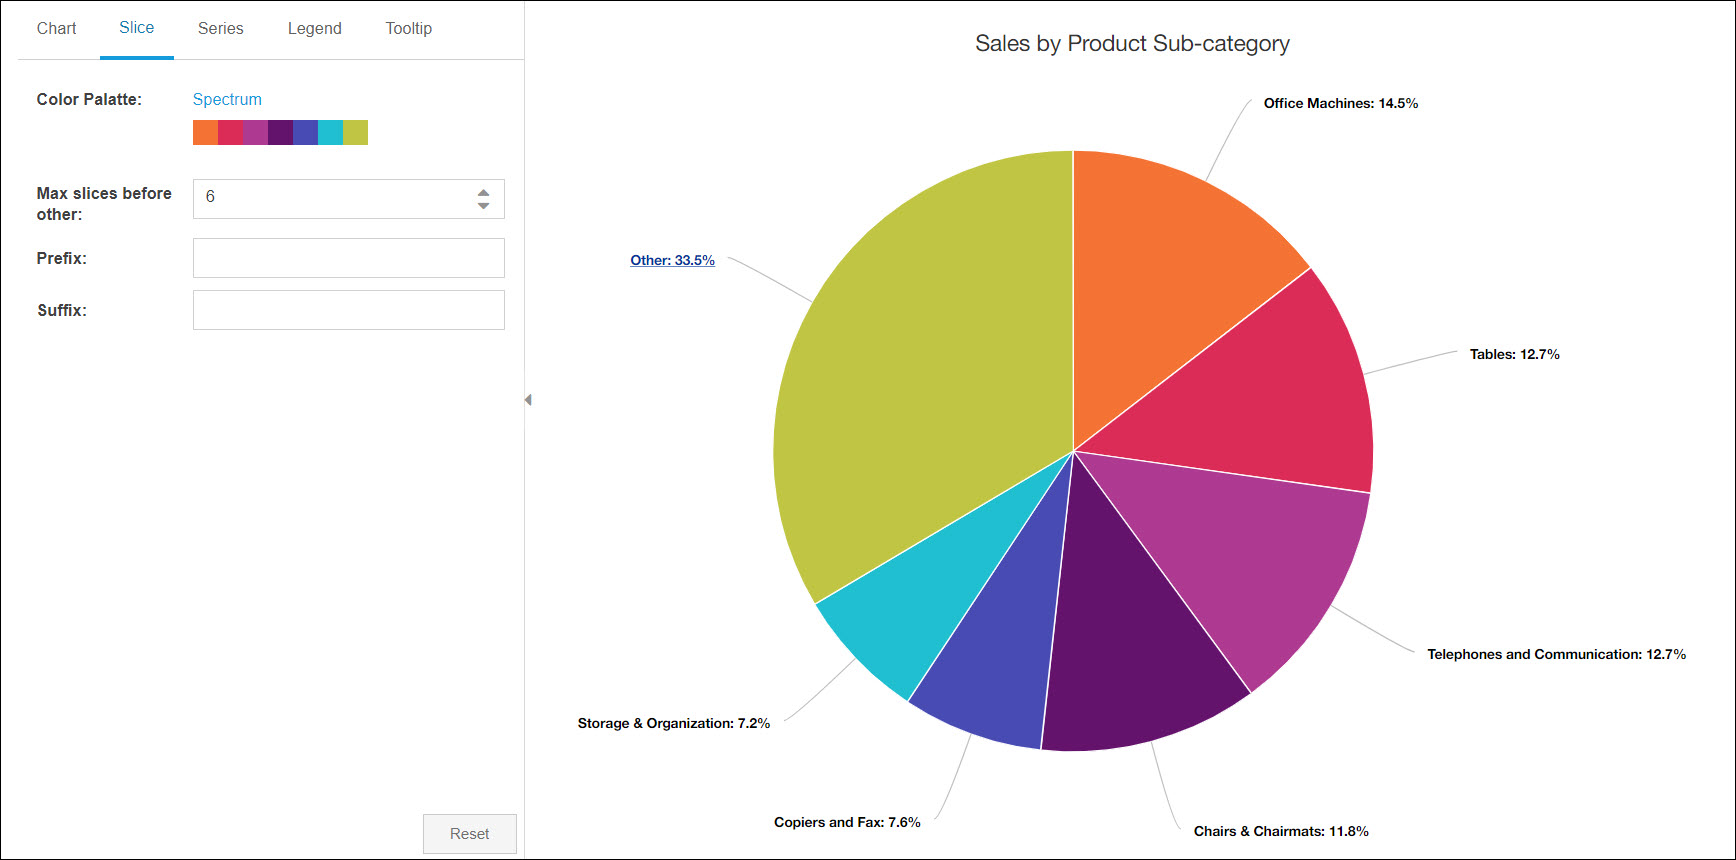 Chart Slice Series Legend Tooltip
Color Palatte: Spectrum
Max slices before
other:
6
Prefix:
Suffix:
Reset
Sales by Product Sub-category
Office Machines: 14.5%
Other: 33.5%
Tables: 12.7%
Telephones and Communication: 12.7%
Storage & Organization: 7.2%
Copiers and Fax: 7.6%
Chairs & Chairmats: 11.8%